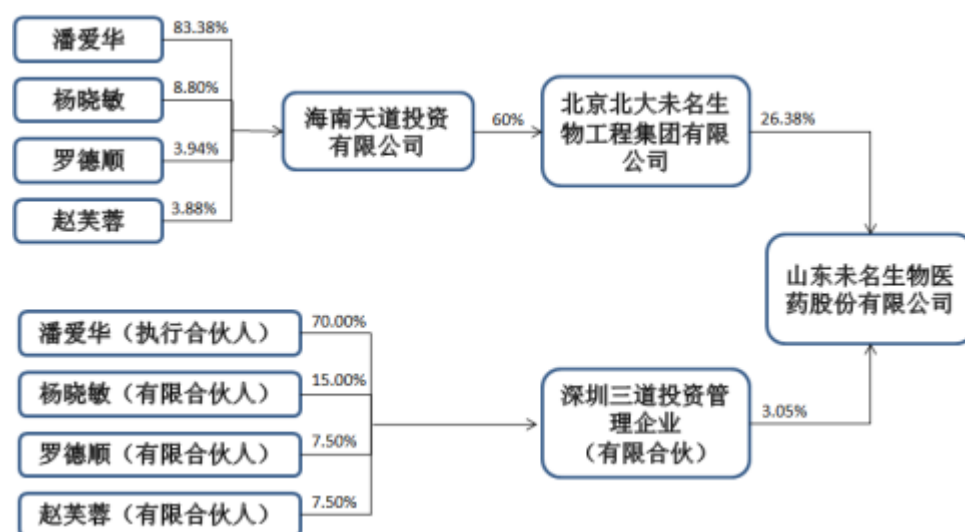 潘爱华
83.38%
杨晓敏
8.80%
罗德顺
3.94%
赵芙蓉
3.88%
海南天道投资
有限公司
60%
北京北大未名生
物工程集团有限
公司
26.38%
山东未名生物医
药股份有限公司
潘爱华（执行合伙人）
70.00%
杨晓敏（有限合伙人）
15.00%
罗德顺（有限合伙人）
7.50%
赵芙蓉（有限合伙人）
7.50%
深圳三道投资管
理企业
（有限合伙）
3.05%